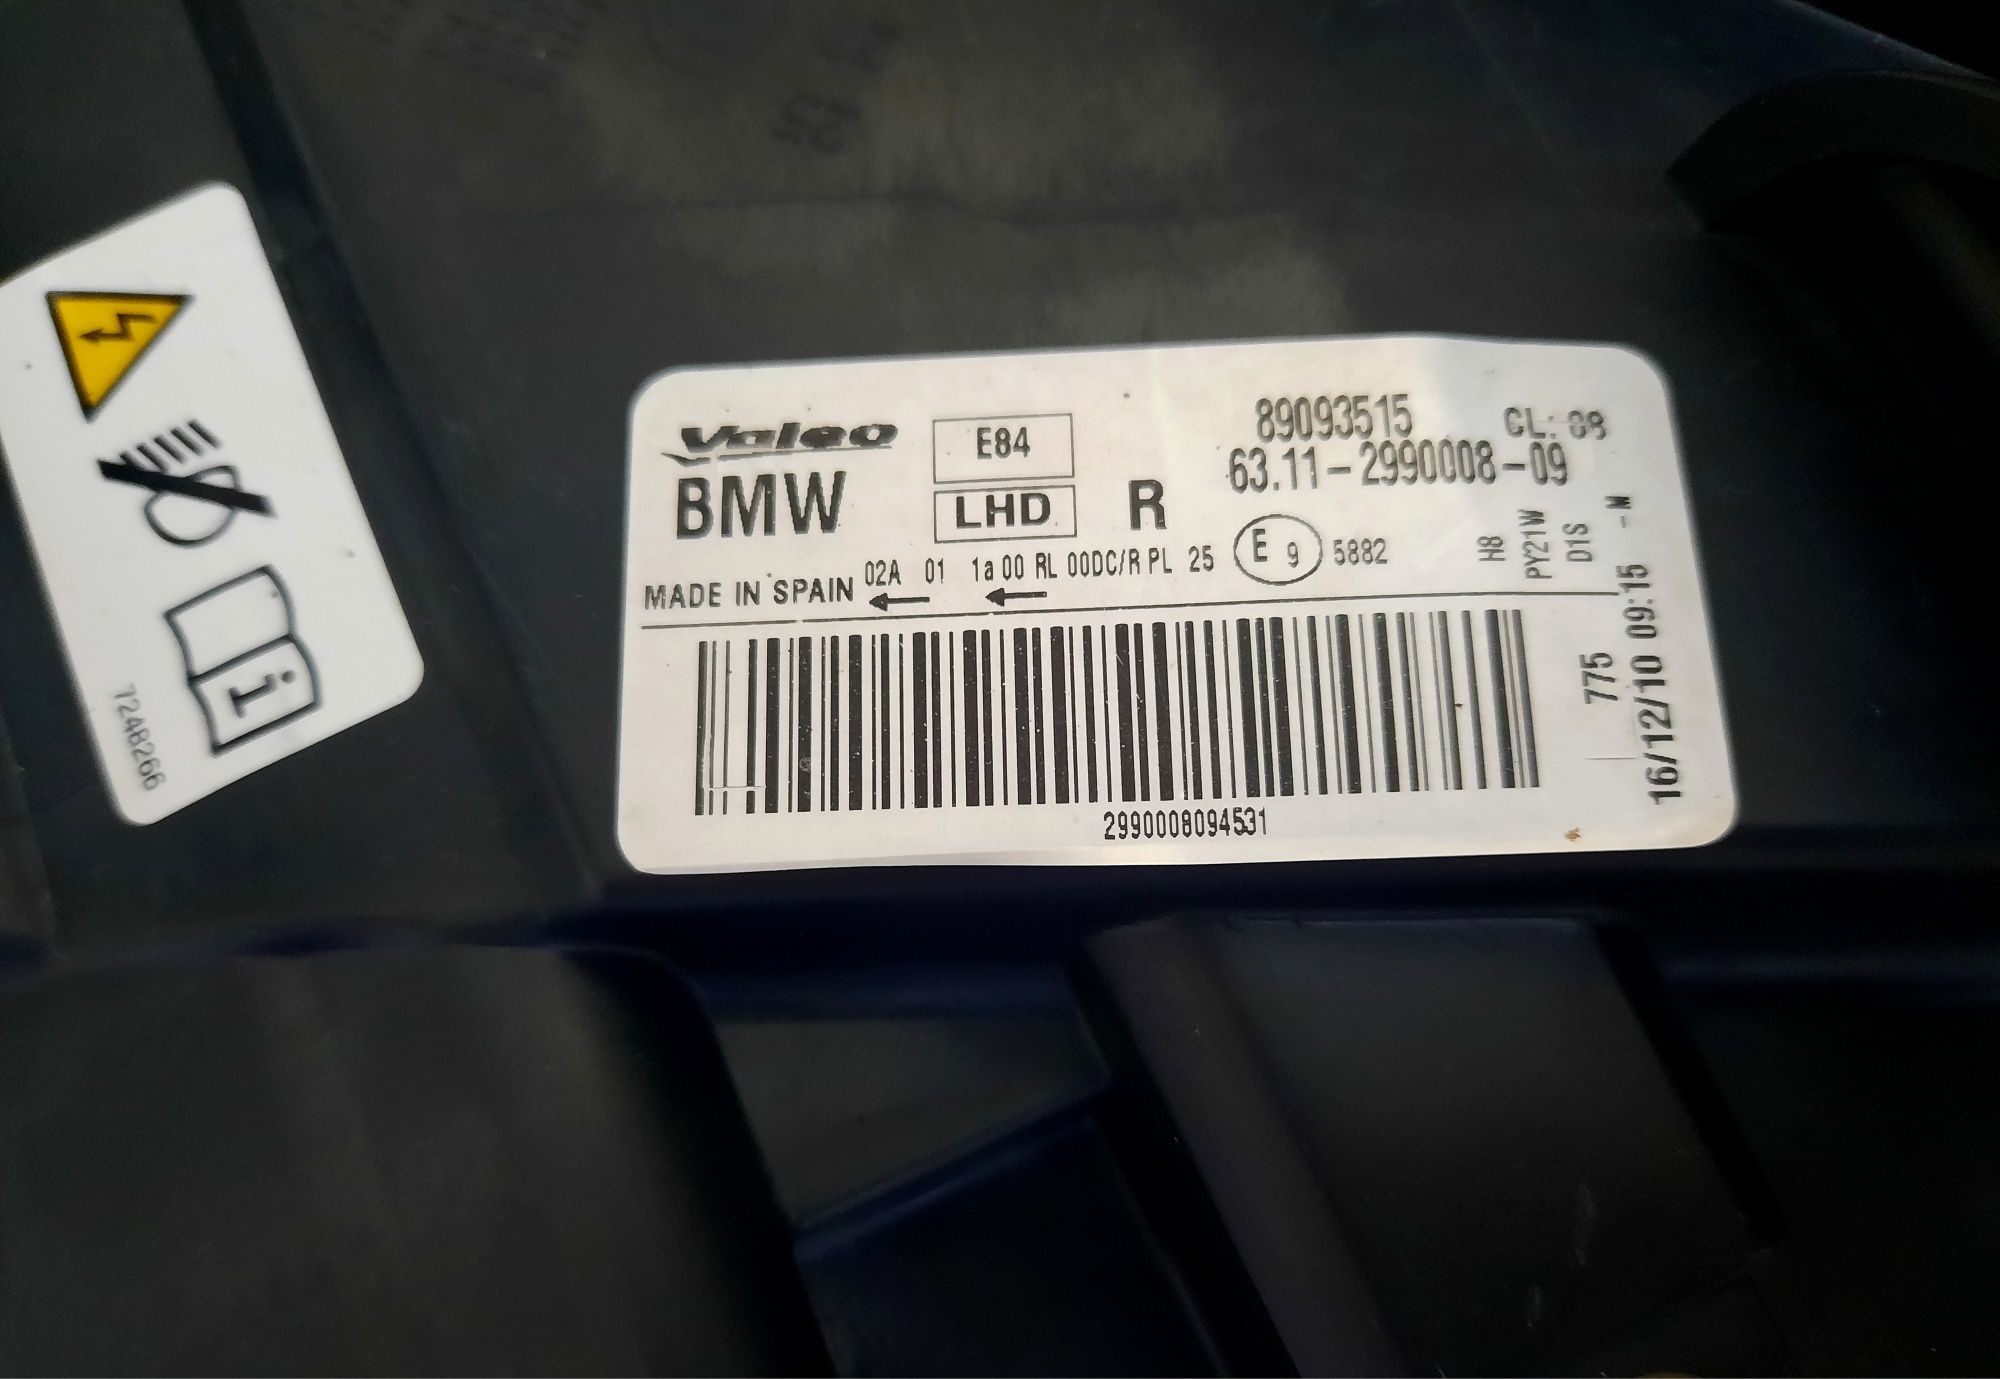 Valeo
BMW
E84
LHD
R
89093515
CL: 08
63.11-2990008-09
MADE IN SPAIN
02A 01 1a 00 RL 00DC/R PL 25
E 9
5882
H8
PY21W
D1S
-N
775
16/12/10 09:15
2990008094531
i
7248266